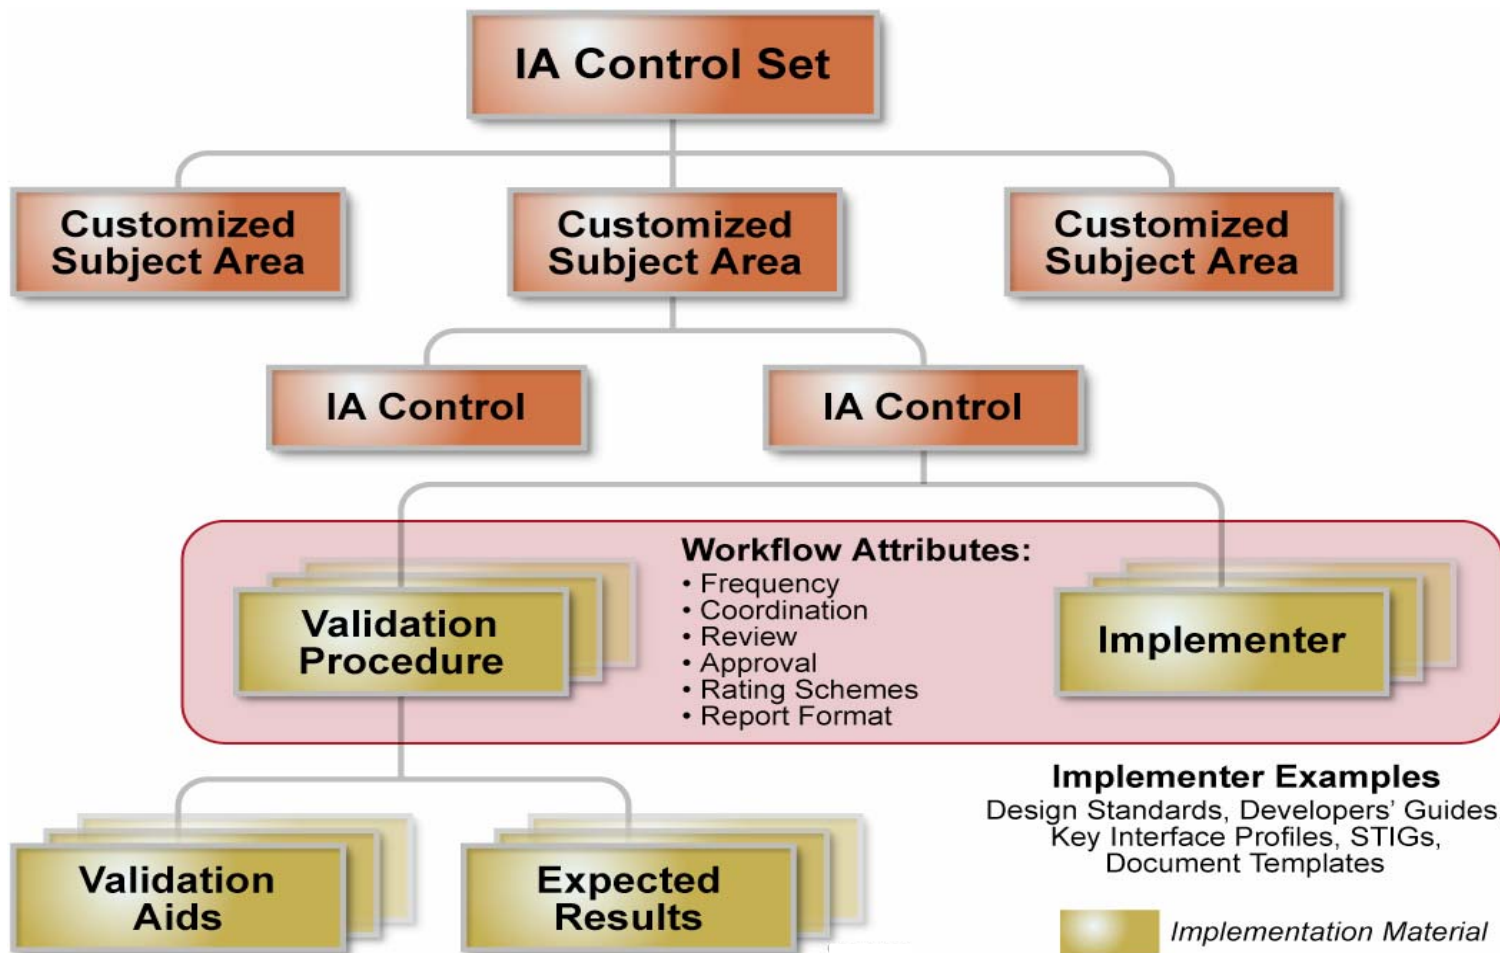 IA Control Set
Customized
Subject Area
Customized
Subject Area
Customized
Subject Area
IA Control
IA Control
Validation
Procedure
Workflow Attributes:
• Frequency
• Coordination
• Review
• Approval
• Rating Schemes
• Report Format
Implementer
Validation
Aids
Expected
Results
Implementer Examples
Design Standards, Developers’ Guides
Key Interface Profiles, STIGs,
Document Templates
Implementation Material